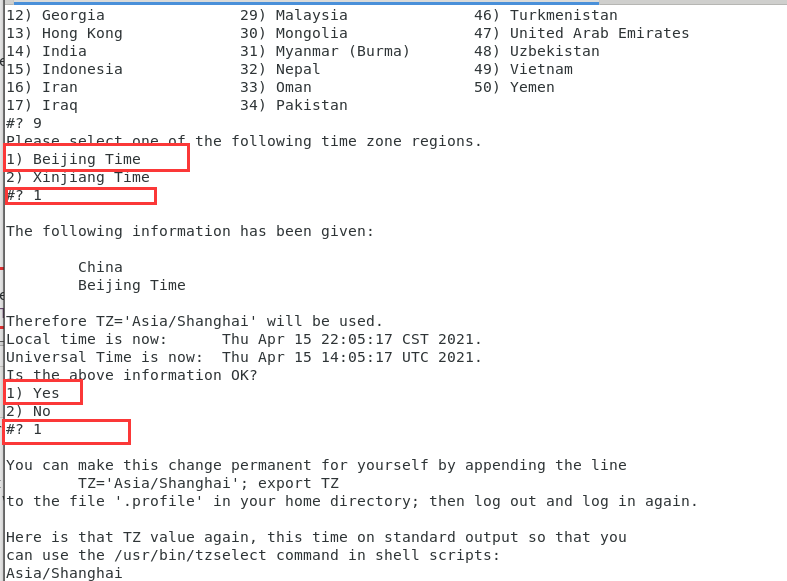 12) Georgia 29) Malaysia 46) Turkmenistan
13) Hong Kong 30) Mongolia 47) United Arab Emirates
14) India 31) Myanmar (Burma) 48) Uzbekistan
15) Indonesia 32) Nepal 49) Vietnam
16) Iran 33) Oman 50) Yemen
17) Iraq 34) Pakistan
#? 9
Please select one of the following time zone regions.
1) Beijing Time
2) Xinjiang Time
#? 1
The following information has been given:
China
Beijing Time
Therefore TZ='Asia/Shanghai' will be used.
Local time is now: Thu Apr 15 22:05:17 CST 2021.
Universal Time is now: Thu Apr 15 14:05:17 UTC 2021.
Is the above information OK?
1) Yes
2) No
#? 1
You can make this change permanent for yourself by appending the line
TZ='Asia/Shanghai'; export TZ
to the file '.profile' in your home directory; then log out and log in again.
Here is that TZ value again, this time on standard output so that you
can use the /usr/bin/tzselect command in shell scripts:
Asia/Shanghai